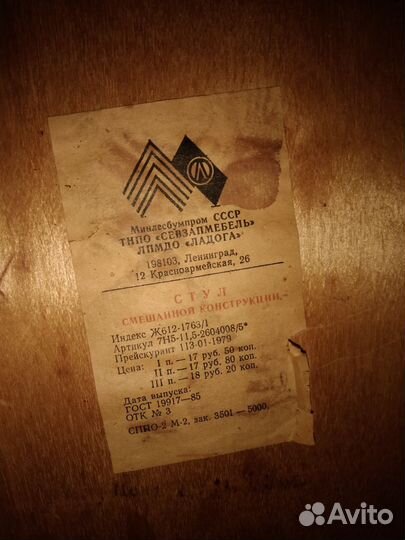 Минлесбумпром СССР
ТНПО «СЕВЗАПМЕБЕЛЬ»
ЛПМДО «ЛАДОГА»
198103, Ленинград,
12 Красноармейская, 26
СТУЛ
СМЕШАННОЙ КОНСТРУКЦИИ
Индекс Ж612-1763/1
Артикул 7Н5-11,5-2604008/5*
Прейскурант 113-01-1979
Цена: I п.—17 руб. 50 коп.
II п.—17 руб. 80 коп.
III п.—18 руб. 20 коп.
Дата выпуска:
ГОСТ 19917—85
ОТК № 3
СППО-2 М-2, зак. 3501—5000.
Avito